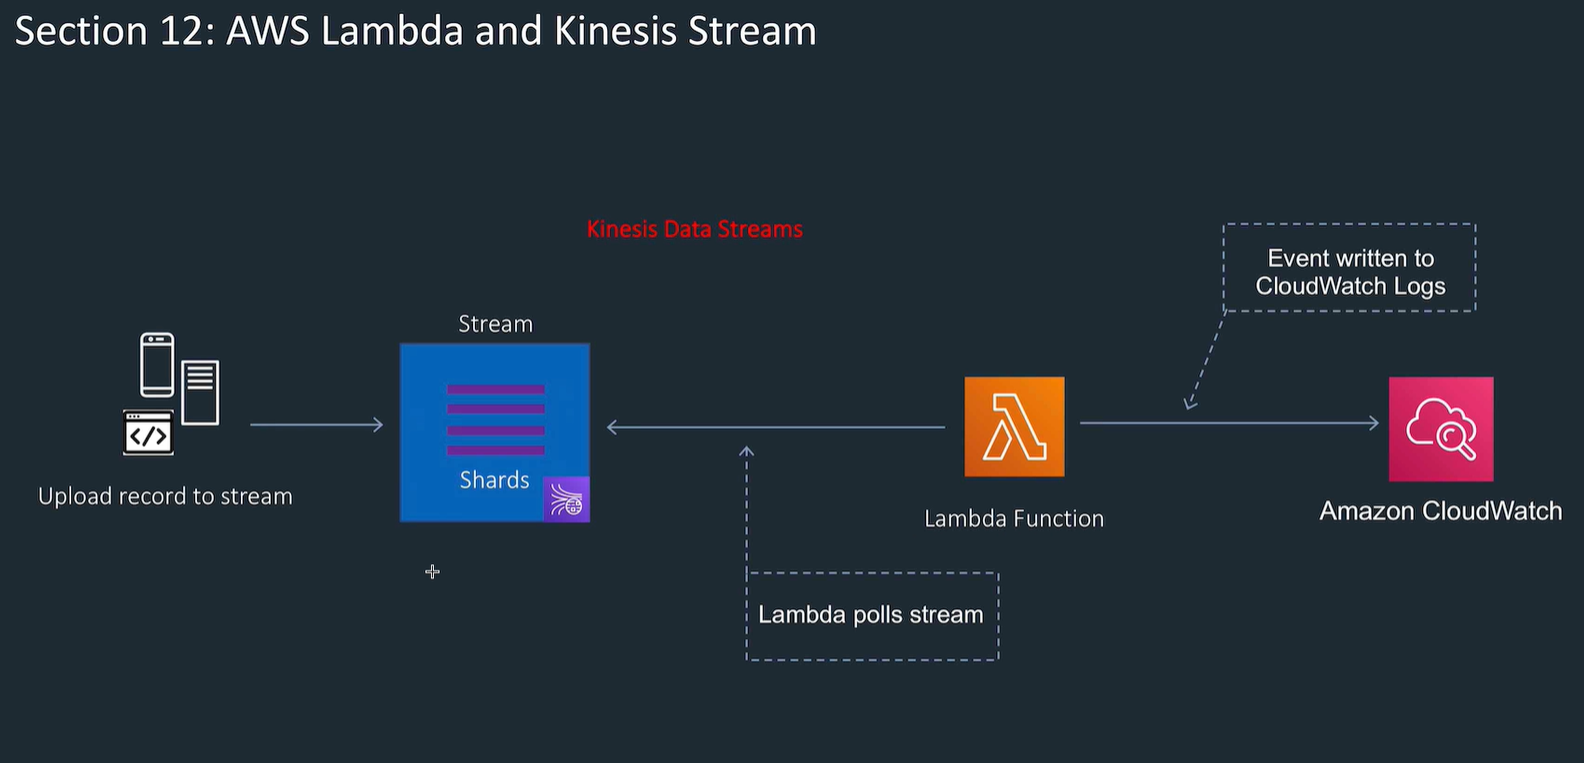 Section 12: AWS Lambda and Kinesis Stream
Kinesis Data Streams
Event written to
CloudWatch Logs
Stream
</>
Shards
Upload record to stream
Lambda Function
Amazon CloudWatch
Lambda polls stream